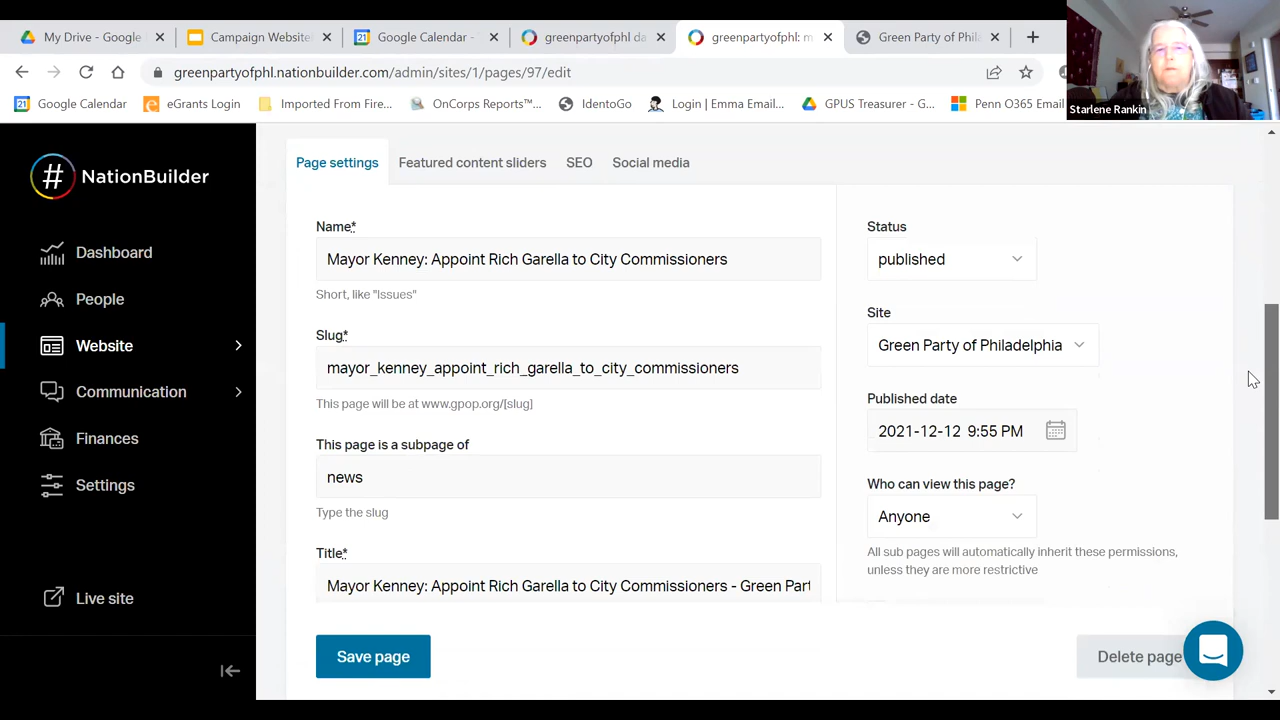 My Drive - Google
Campaign Website
Google Calendar -
greenpartyofphl da
greenpartyofphl: m
Green Party of Phil
greenpartyofphl.nationbuilder.com/admin/sites/1/pages/97/edit
Google Calendar
eGrants Login
Imported From Fire...
OnCorps Reports™...
IdentoGo
Login | Emma Email...
GPUS Treasurer - G...
Penn O365 Email
Starlene Rankin
# NationBuilder
Dashboard
People
Website
Communication
Finances
Settings
Live site
Page settings
Featured content sliders
SEO
Social media
Name*
Mayor Kenney: Appoint Rich Garella to City Commissioners
Short, like "Issues"
Slug*
mayor_kenney_appoint_rich_garella_to_city_commissioners
This page will be at www.gpop.org/[slug]
This page is a subpage of
news
Type the slug
Title*
Mayor Kenney: Appoint Rich Garella to City Commissioners - Green Part
Status
published
Site
Green Party of Philadelphia
Published date
2021-12-12 9:55 PM
Who can view this page?
Anyone
All sub pages will automatically inherit these permissions,
unless they are more restrictive
Save page
Delete page